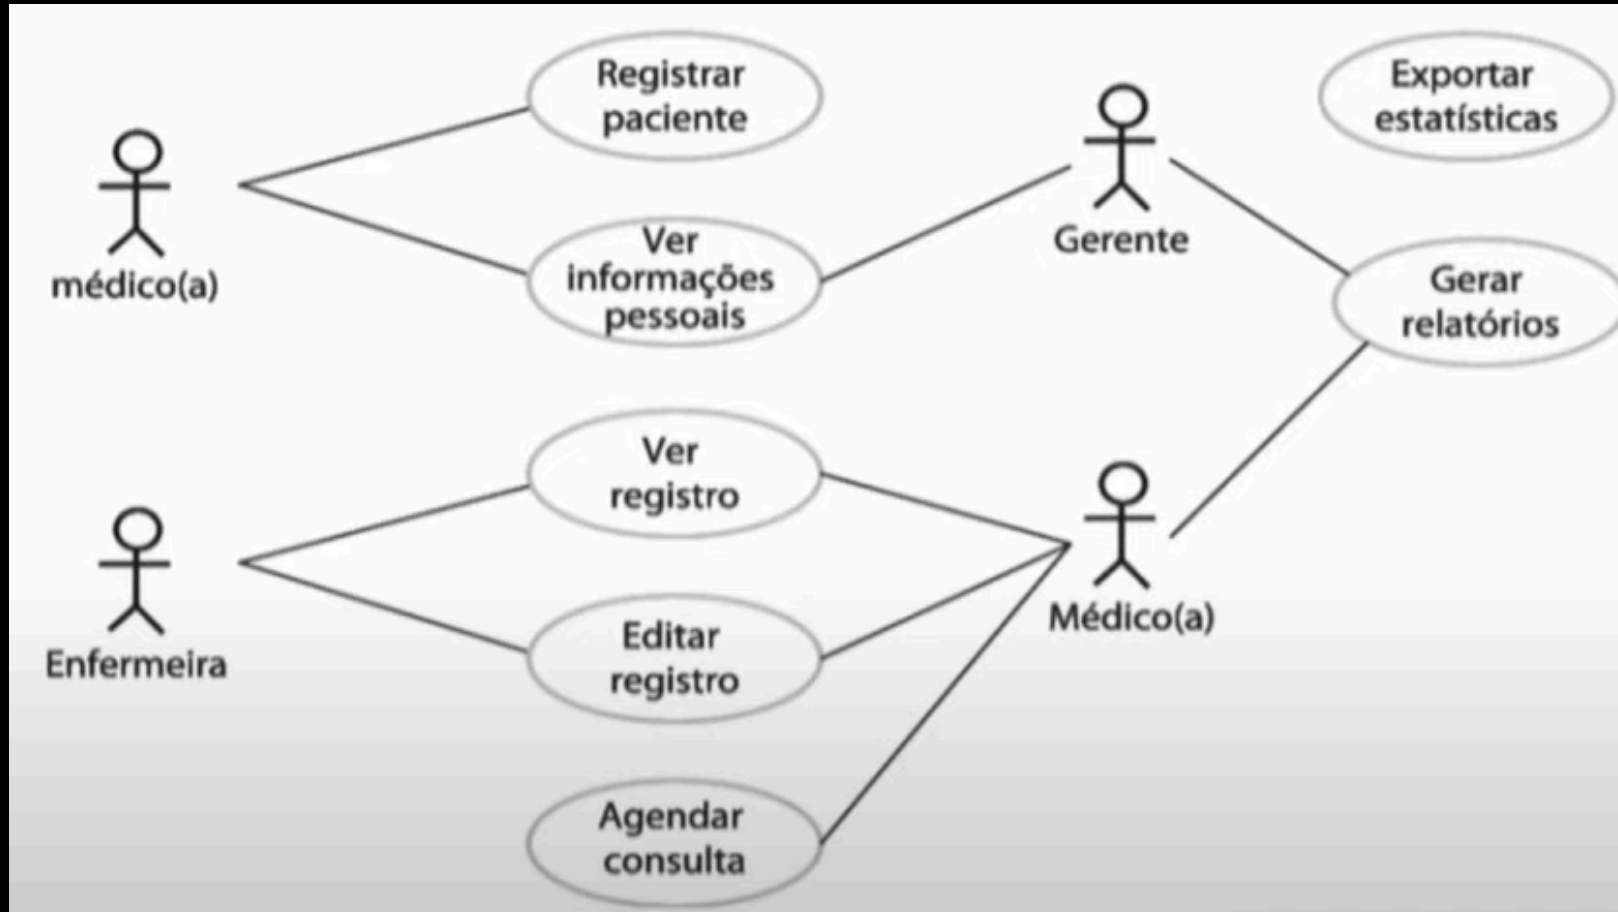 Registrar
paciente
Exportar
estatísticas
médico(a)
Ver
informações
pessoais
Gerente
Gerar
relatórios
Ver
registro
Enfermeira
Editar
registro
Médico(a)
Agendar
consulta